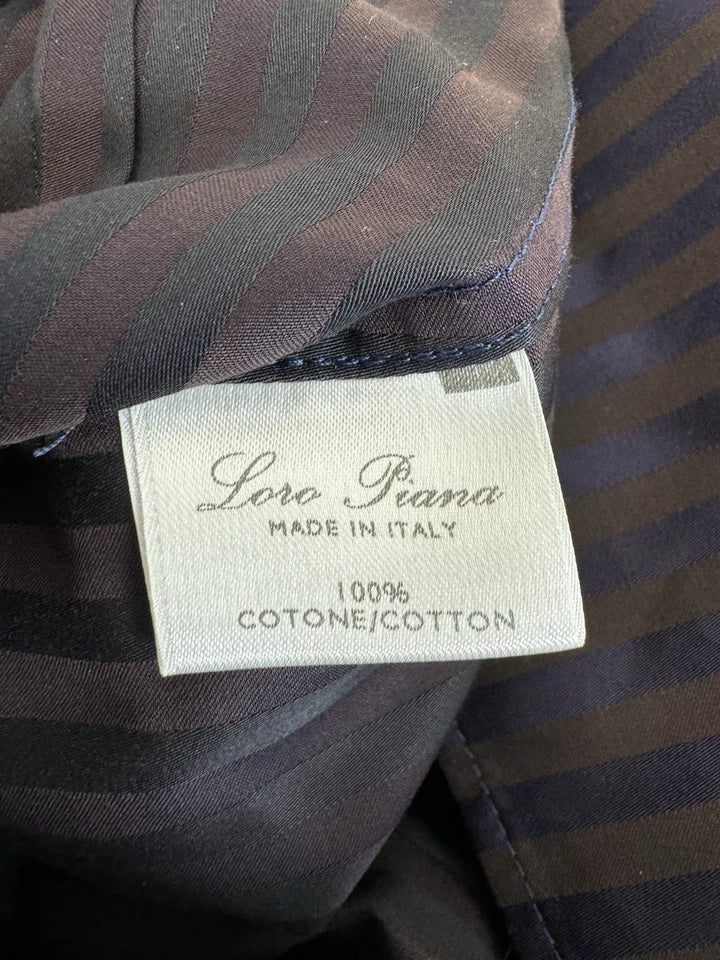 Loro Piana
MADE IN ITALY
100%
COTONE/COTTON